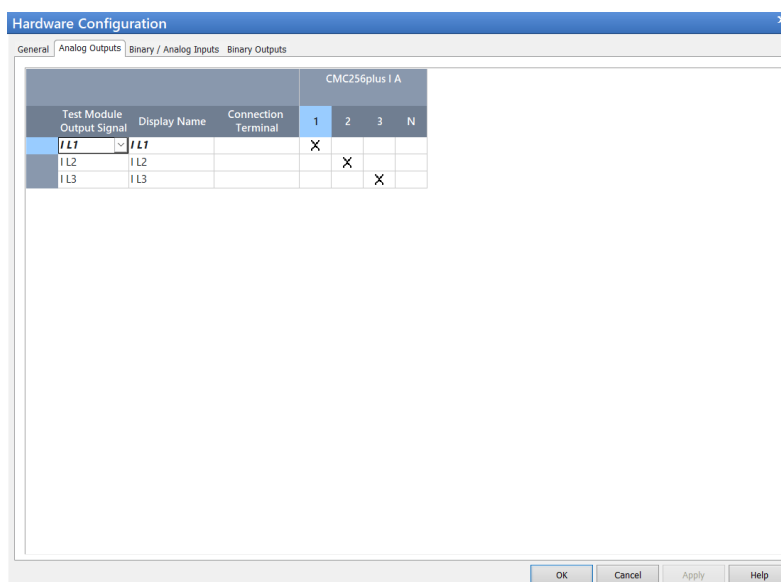 Hardware Configuration
General Analog Outputs Binary / Analog Inputs Binary Outputs
CMC256plus I A
Test Module Output Signal Display Name Connection Terminal 1 2 3 N
I L1 I L1 X
I L2 I L2 X
I L3 I L3 X
OK Cancel Apply Help